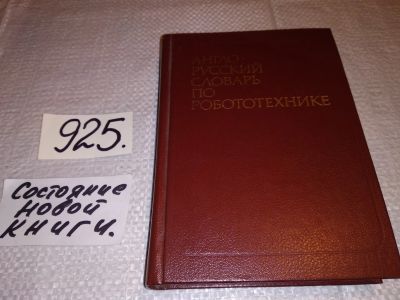 925.
Состояние
новой
книги.
АНГЛО-
РУССКИЙ
СЛОВАРЬ
ПО
РОБОТОТЕХНИКЕ